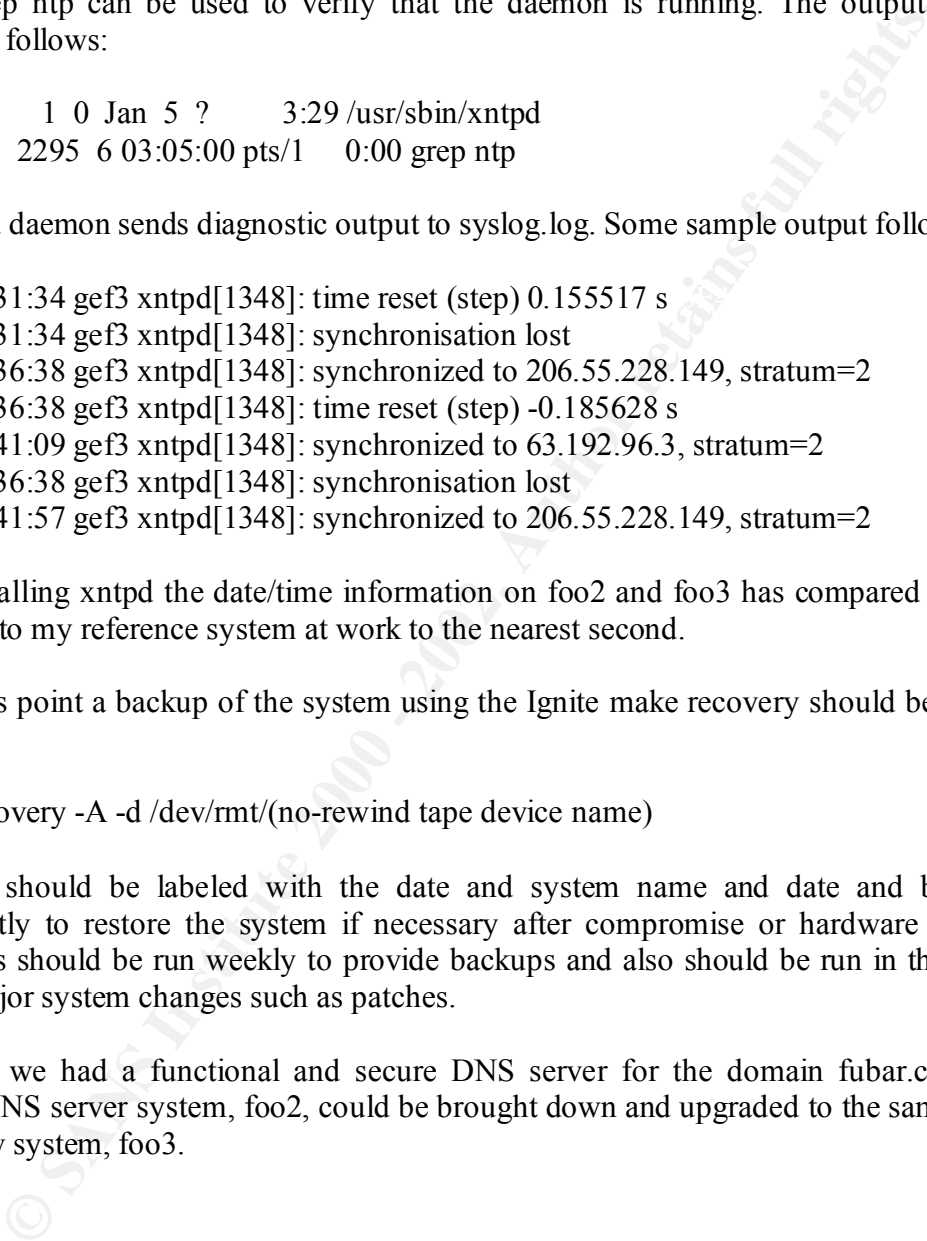 ep ntp can be used to verify that the daemon is running. The output
follows:
1 0 Jan 5 ? 3:29 /usr/sbin/xntpd
2295 6 03:05:00 pts/1 0:00 grep ntp
daemon sends diagnostic output to syslog.log. Some sample output follo
31:34 gef3 xntpd[1348]: time reset (step) 0.155517 s
31:34 gef3 xntpd[1348]: synchronisation lost
36:38 gef3 xntpd[1348]: synchronized to 206.55.228.149, stratum=2
36:38 gef3 xntpd[1348]: time reset (step) -0.185628 s
41:09 gef3 xntpd[1348]: synchronized to 63.192.96.3, stratum=2
36:38 gef3 xntpd[1348]: synchronisation lost
41:57 gef3 xntpd[1348]: synchronized to 206.55.228.149, stratum=2
alling xntpd the date/time information on foo2 and foo3 has compared
to my reference system at work to the nearest second.
s point a backup of the system using the Ignite make recovery should be
overy -A -d /dev/rmt/(no-rewind tape device name)
should be labeled with the date and system name and date and b
tly to restore the system if necessary after compromise or hardware
s should be run weekly to provide backups and also should be run in th
jor system changes such as patches.
we had a functional and secure DNS server for the domain fubar.c
NS server system, foo2, could be brought down and upgraded to the san
y system, foo3.
© SANS Institute 2000 - 2002, Author retains full rights